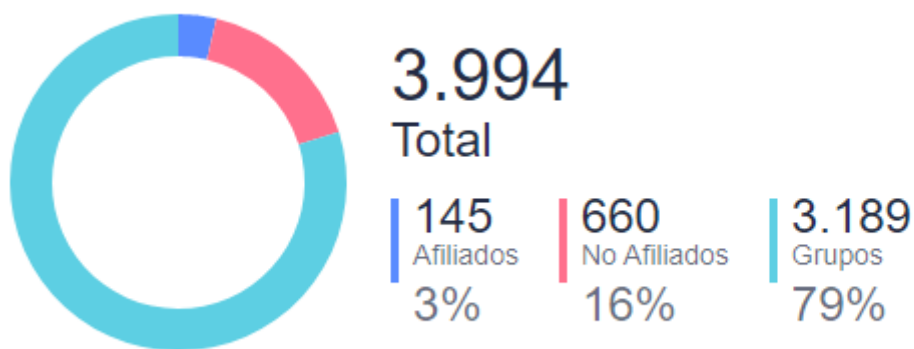 3.994
Total
145 660 3.189
Afiliados No Afiliados Grupos
3% 16% 79%